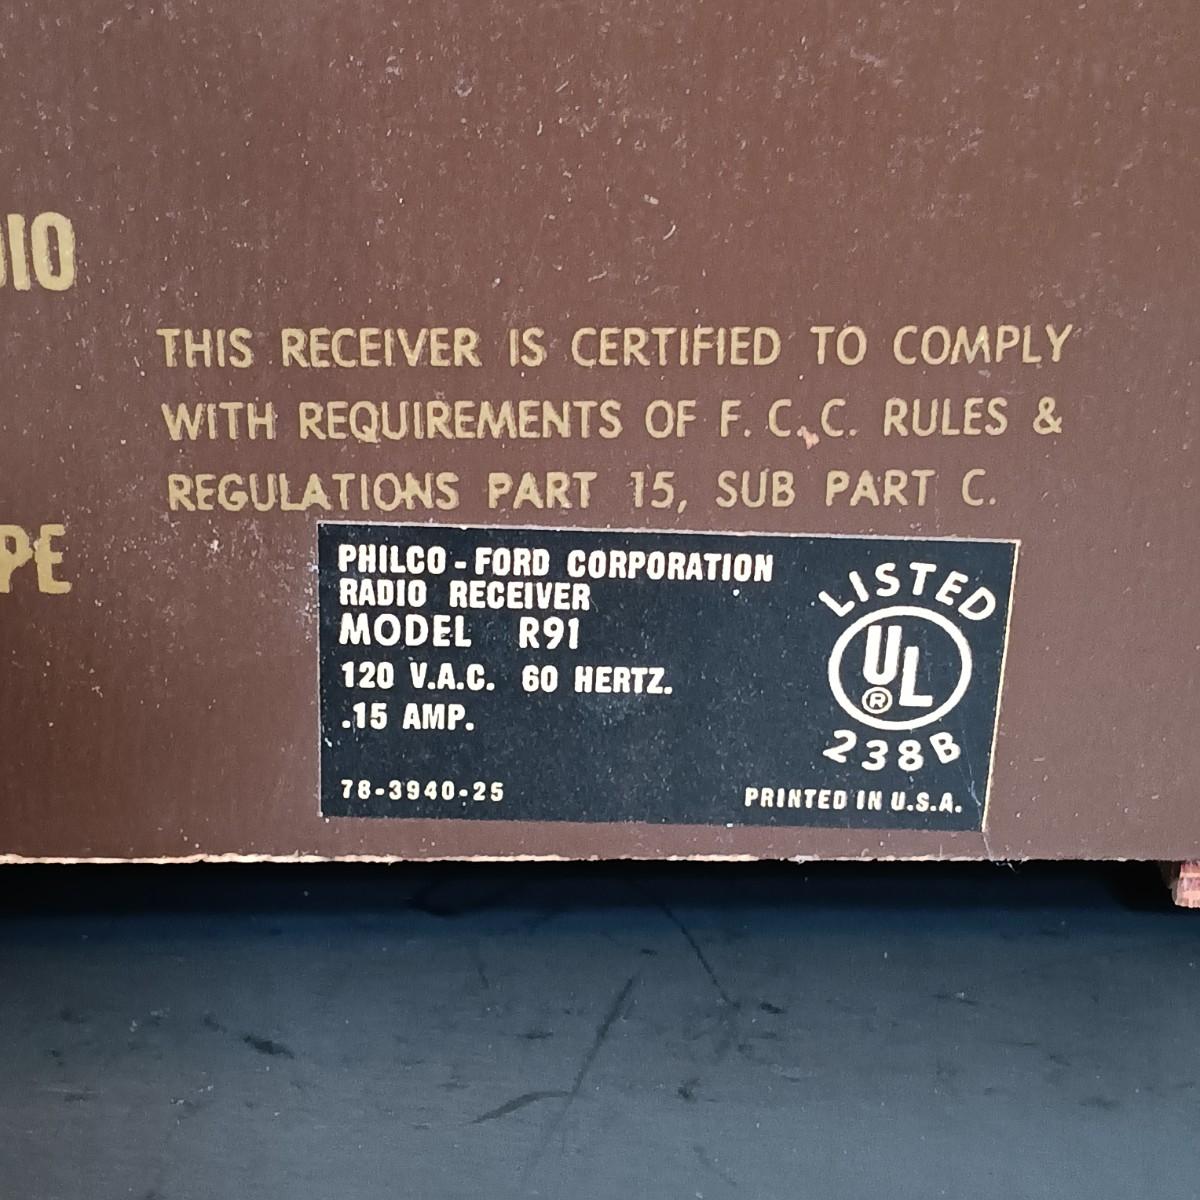 THIS RECEIVER IS CERTIFIED TO COMPLY
WITH REQUIREMENTS OF F. C. C. RULES &
REGULATIONS PART 15, SUB PART C.
PHILCO - FORD CORPORATION
RADIO RECEIVER
MODEL R91
120 V.A.C. 60 HERTZ.
.15 AMP.
78-3940-25
LISTED
UL
®
238B
PRINTED IN U.S.A.